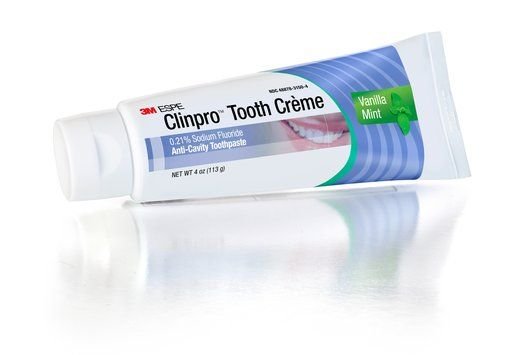 NDC 48878-3150-4
3M ESPE
Clinpro™ Tooth Crème
0.21% Sodium Fluoride
Anti-Cavity Toothpaste
NET WT 4 oz (113 g)
Vanilla
Mint